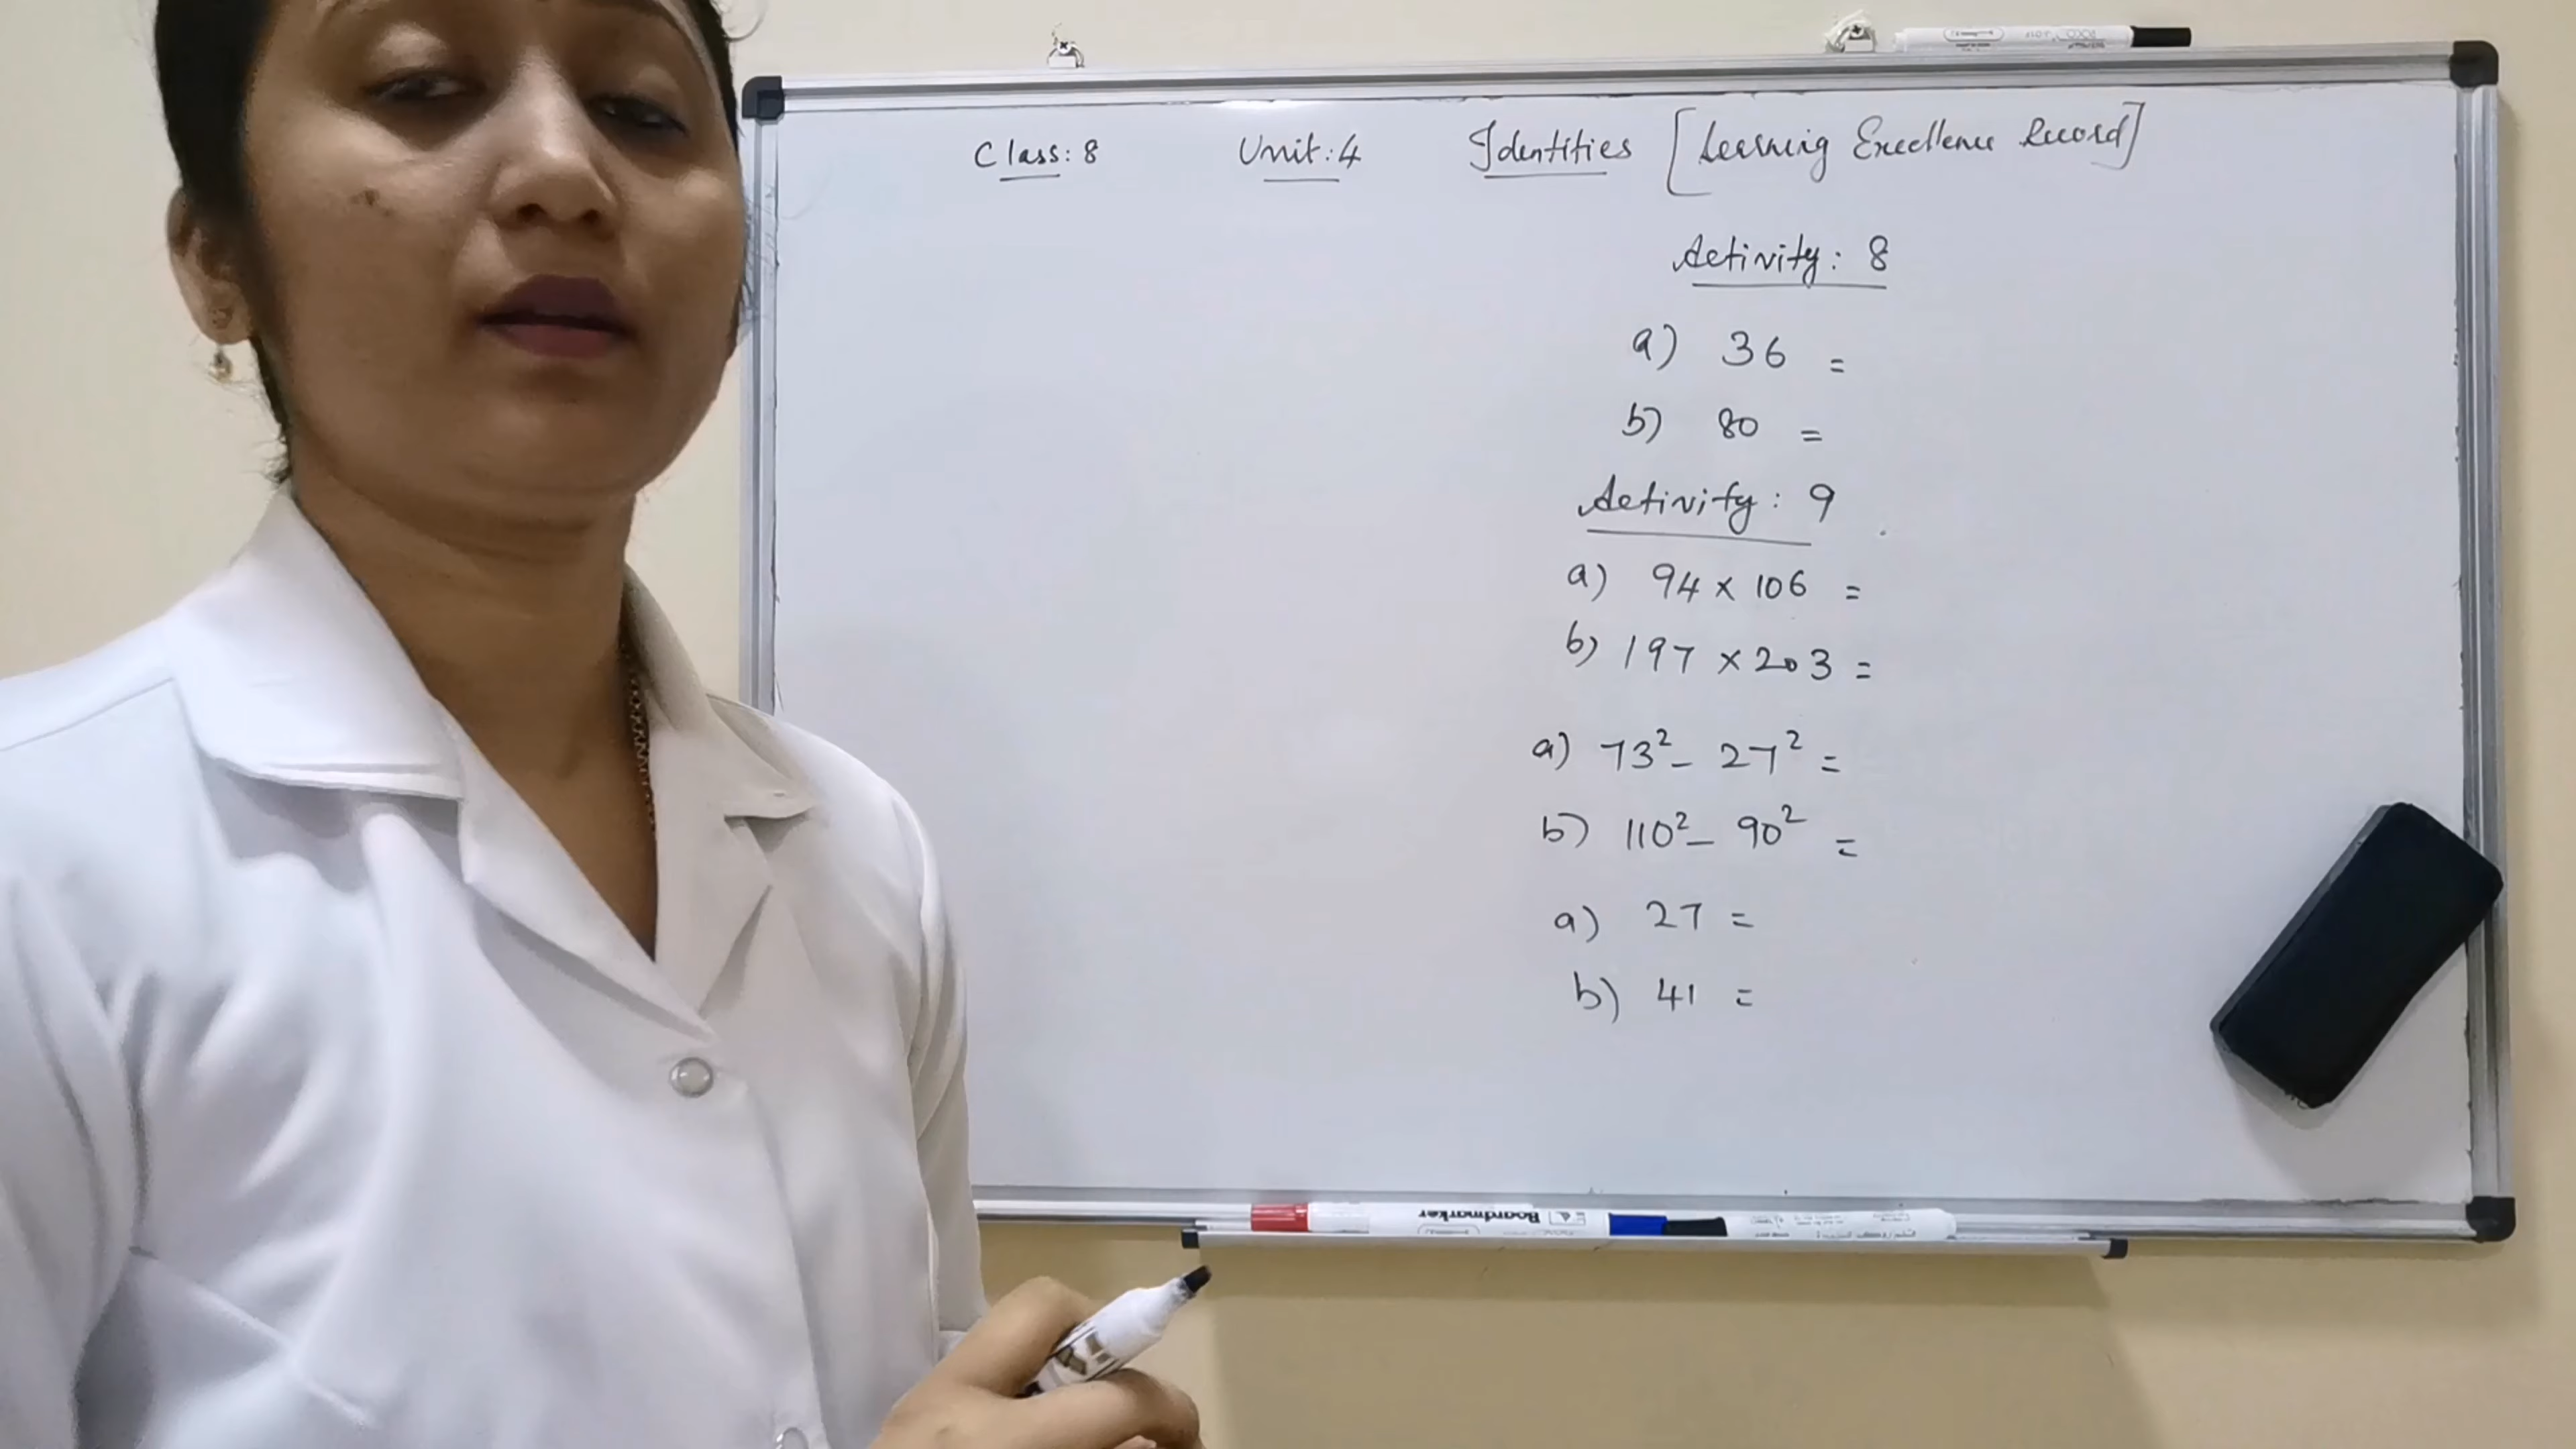 Class: 8 Unit: 4 Identities [Learning Excellence Record]
Activity: 8
a) 36 =
b) 80 =
Activity: 9
a) 94 × 106 =
b) 197 × 203 =
a) 73² - 27² =
b) 110² - 90² =
a) 27 =
b) 41 =
Boardmarker